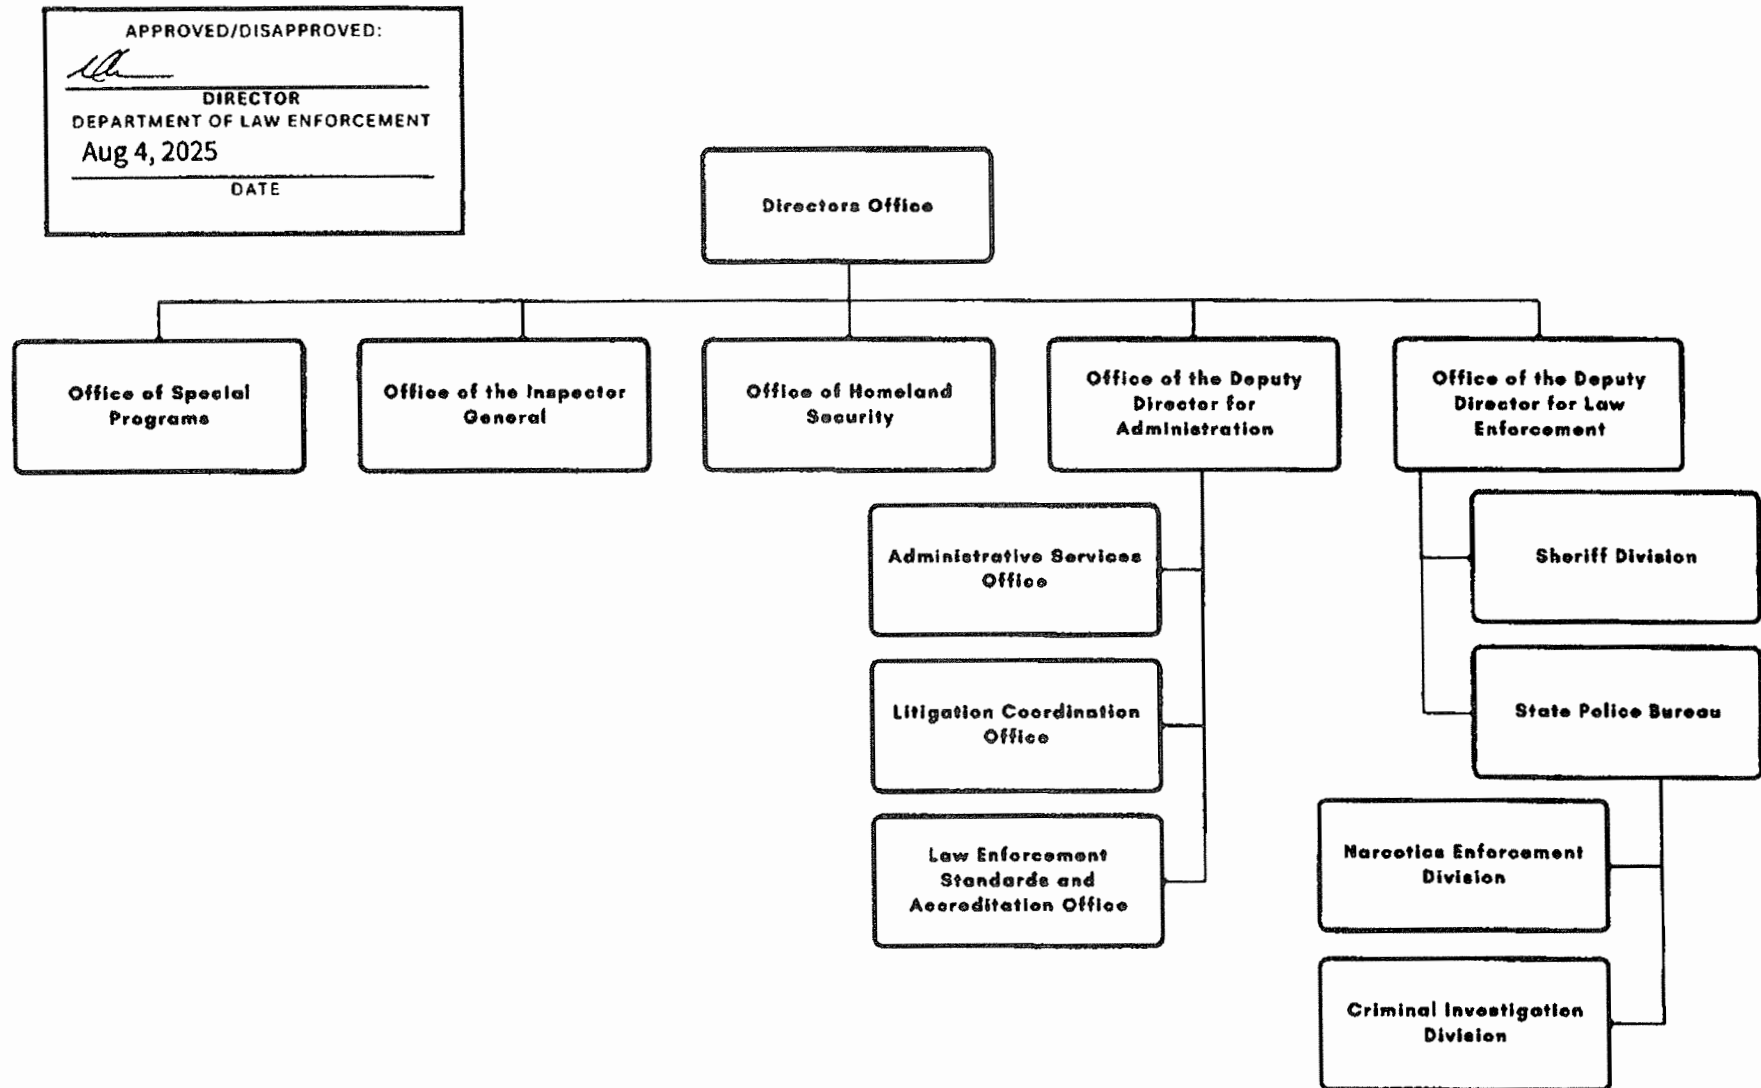 APPROVED/DISAPPROVED:
DIRECTOR
DEPARTMENT OF LAW ENFORCEMENT
Aug 4, 2025
DATE
Directors Office
Office of Special
Programs
Office of the Inspector
General
Office of Homeland
Security
Office of the Deputy
Director for
Administration
Office of the Deputy
Director for Law
Enforcement
Administrative Services
Office
Litigation Coordination
Office
Law Enforcement
Standards and
Accreditation Office
Sheriff Division
State Police Bureau
Narcotics Enforcement
Division
Criminal Investigation
Division